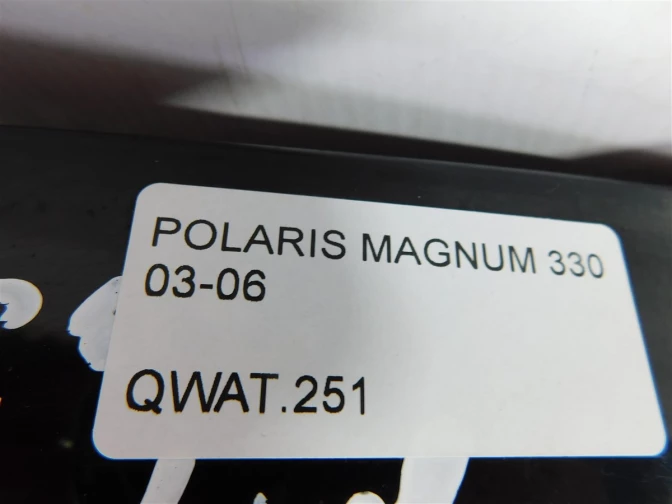 POLARIS MAGNUM 330
03-06
QWAT.251